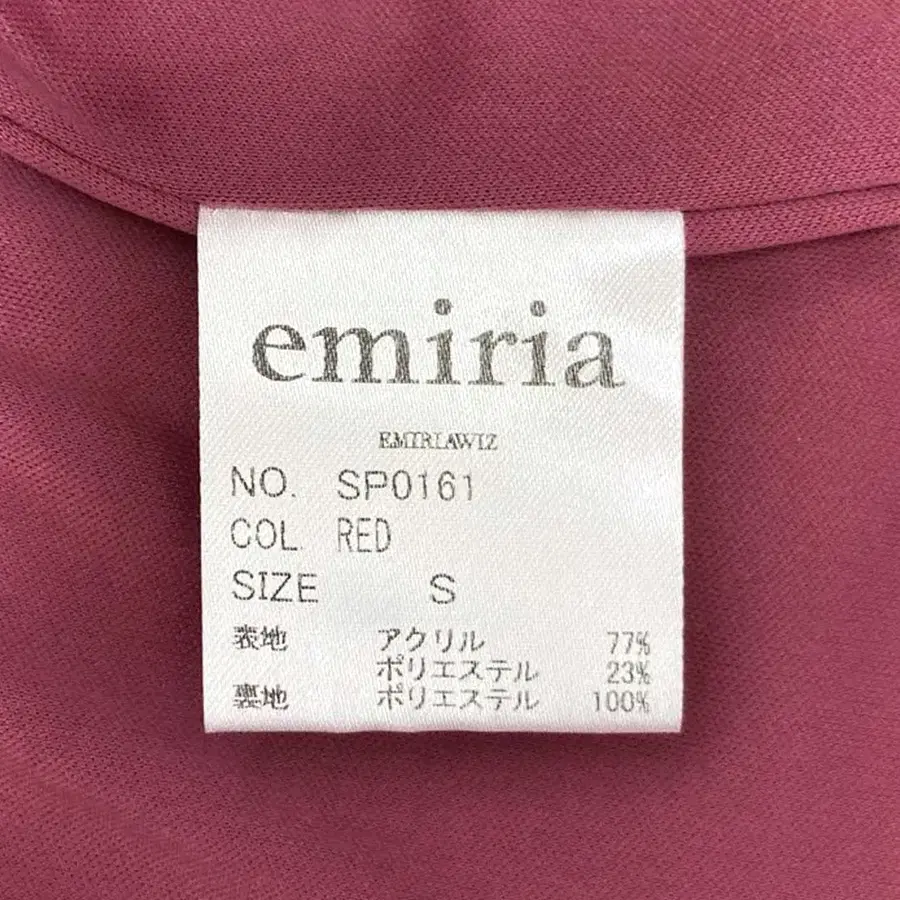 emiria
EMIRIAWIZ
NO. SP0161
COL. RED
SIZE S
表地 アクリル 77%
ポリエステル 23%
裏地 ポリエステル 100%